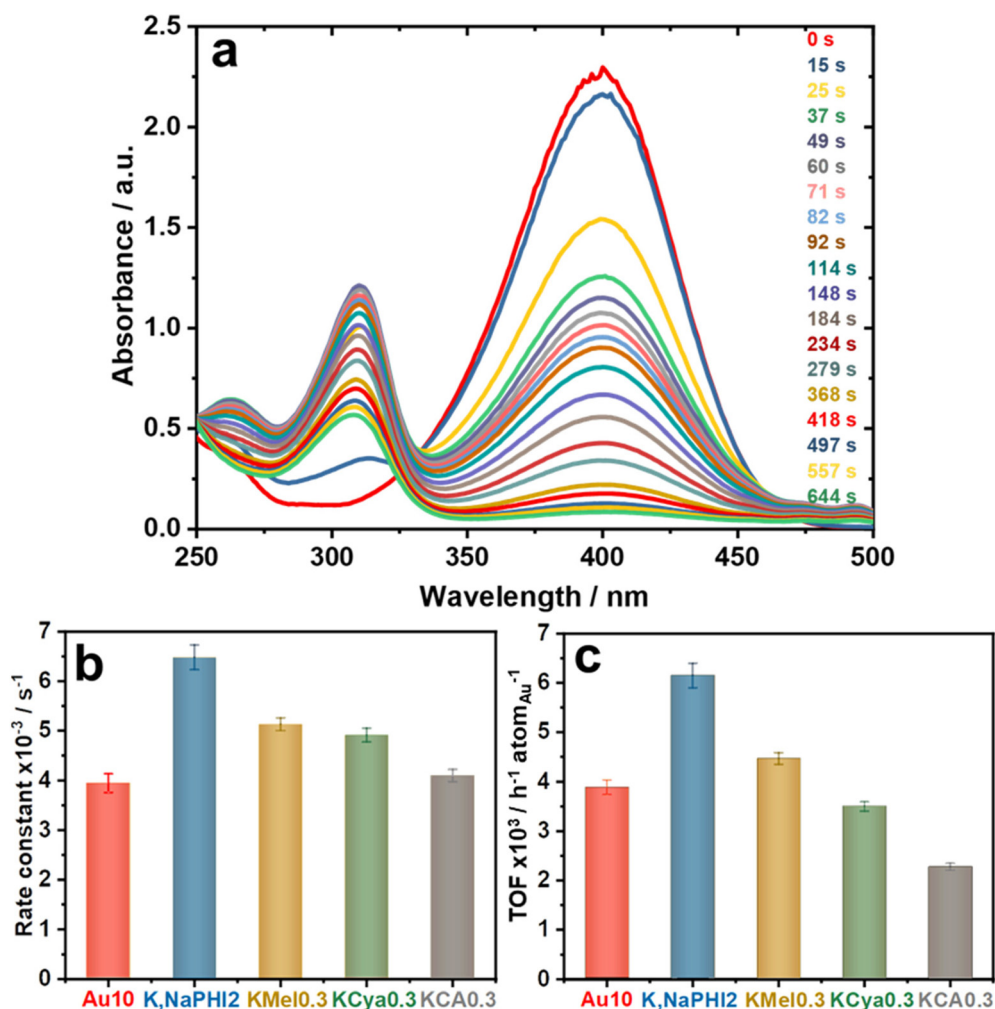 a
2.5
2.0
1.5
1.0
0.5
0.0
Absorbance / a.u.
250 300 350 400 450 500
Wavelength / nm
0 s
15 s
25 s
37 s
49 s
60 s
71 s
82 s
92 s
114 s
148 s
184 s
234 s
279 s
368 s
418 s
497 s
557 s
644 s
b
7
6
5
4
3
2
1
0
Rate constant x10⁻³ / s⁻¹
Au10 K,NaPHI2 KMel0.3 KCya0.3 KCA0.3
c
7
6
5
4
3
2
1
0
TOF x10³ / h⁻¹ atom_Au⁻¹
Au10 K,NaPHI2 KMel0.3 KCya0.3 KCA0.3